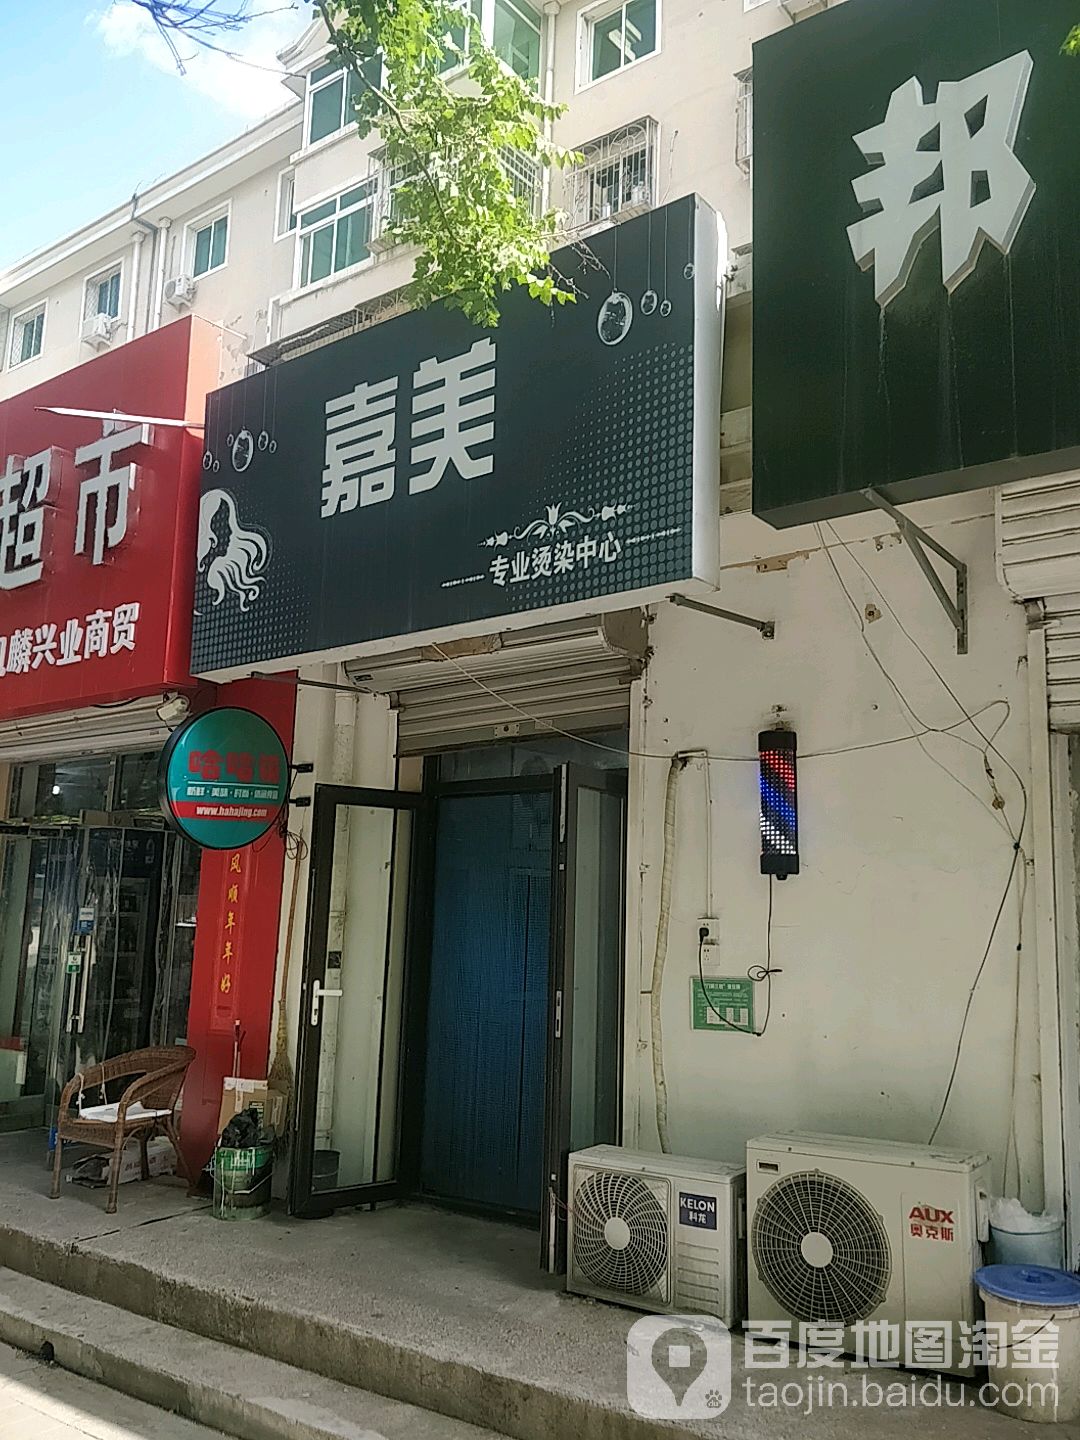 邦
嘉美
专业烫染中心
超市
麟兴业商贸
哈哈
www.hahajing.com
风顺年年好
KELON
科龙
AUX
奥克斯
百度地图淘金
taojin.baidu.com